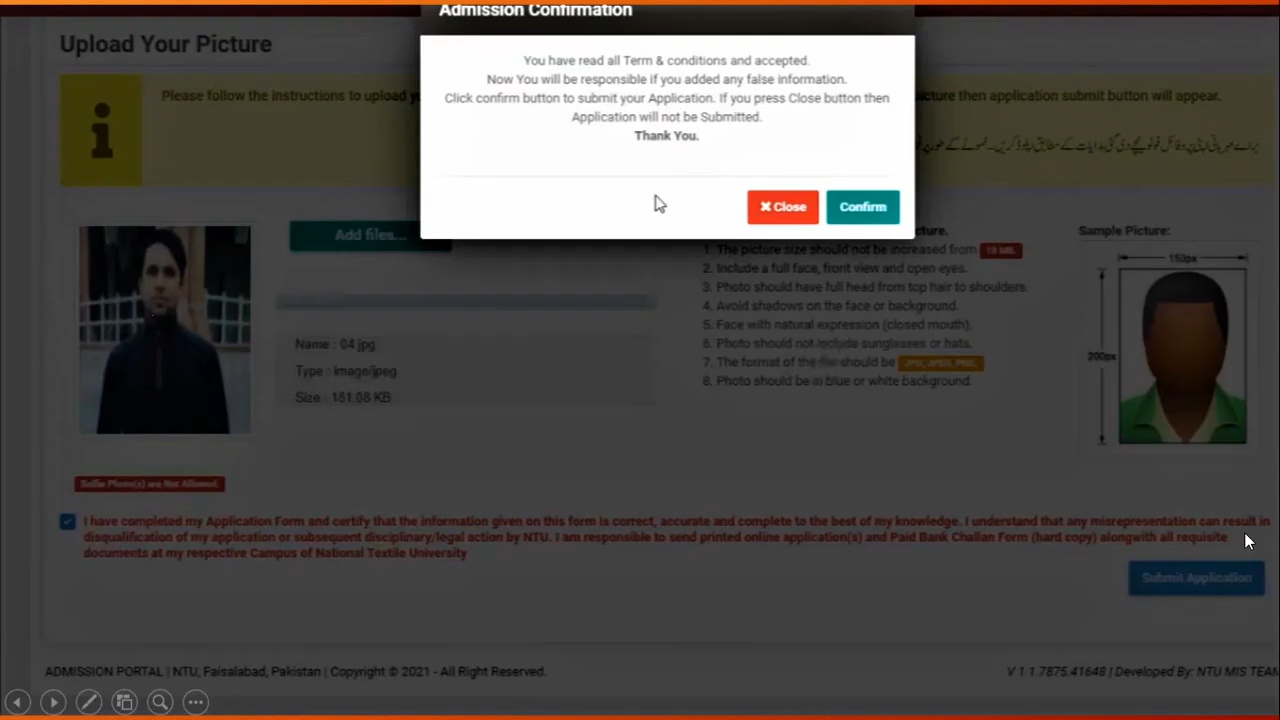 Admission Confirmation
Upload Your Picture
You have read all Term & conditions and accepted.
Now You will be responsible if you added any false information.
Click confirm button to submit your Application. If you press Close button then
Application will not be Submitted.
Thank You.
✖ Close
Confirm
Please follow the instructions to upload
picture then application submit button will appear.
Add files...
Name : 04.jpg
Type : image/jpeg
Size : 181.08 KB
cture.
1. The picture size should not be increased from 10 MB.
2. Include a full face, front view and open eyes.
3. Photo should have full head from top hair to shoulders.
4. Avoid shadows on the face or background.
5. Face with natural expression (closed mouth).
6. Photo should not include sunglasses or hats.
7. The format of the file should be JPG, JPEG, PNG.
8. Photo should be in blue or white background.
Sample Picture:
150px
200px
Selfie Photo(s) are Not Allowed.
I have completed my Application Form and certify that the information given on this form is correct, accurate and complete to the best of my knowledge. I understand that any misrepresentation can result in
disqualification of my application or subsequent disciplinary/legal action by NTU. I am responsible to send printed online application(s) and Paid Bank Challan Form (hard copy) alongwith all requisite
documents at my respective Campus of National Textile University
Submit Application
ADMISSION PORTAL | NTU, Faisalabad, Pakistan | Copyright © 2021 - All Right Reserved.
V 1.1.7875.41648 | Developed By: NTU MIS TEAM